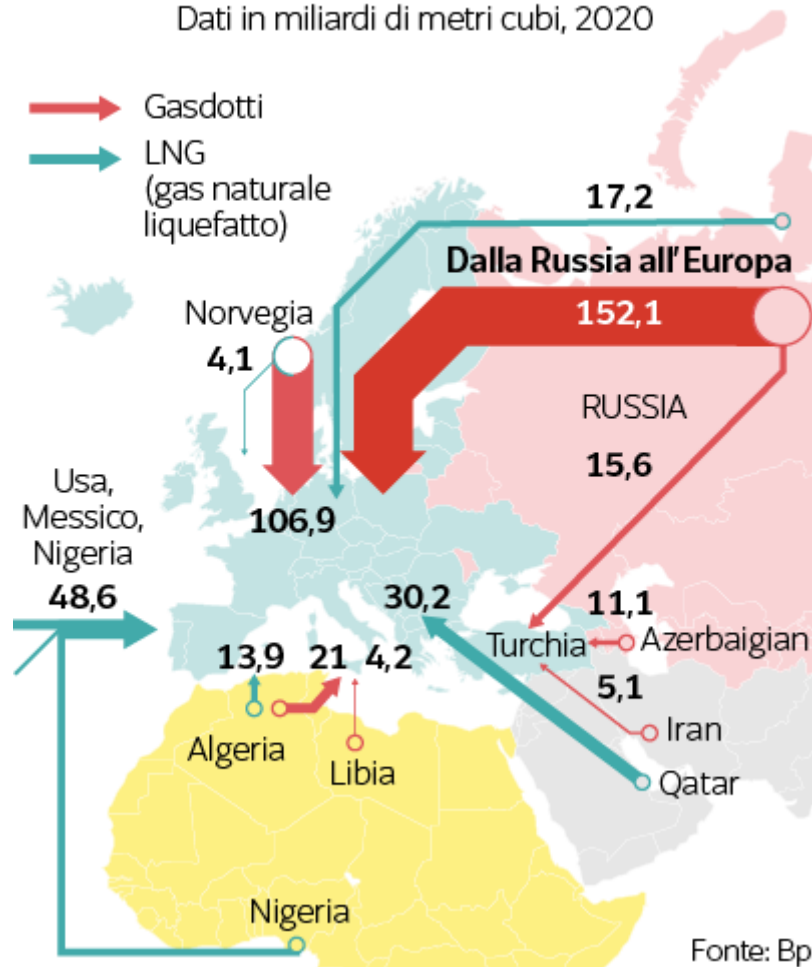 Dati in miliardi di metri cubi, 2020
Gasdotti
LNG
(gas naturale
liquefatto)
17,2
Dalla Russia all'Europa
152,1
Norvegia
4,1
RUSSIA
15,6
Usa,
Messico,
Nigeria
48,6
106,9
30,2
11,1
Turchia
Azerbaigian
13,9
21
4,2
5,1
Iran
Algeria
Libia
Qatar
Nigeria
Fonte: Bp